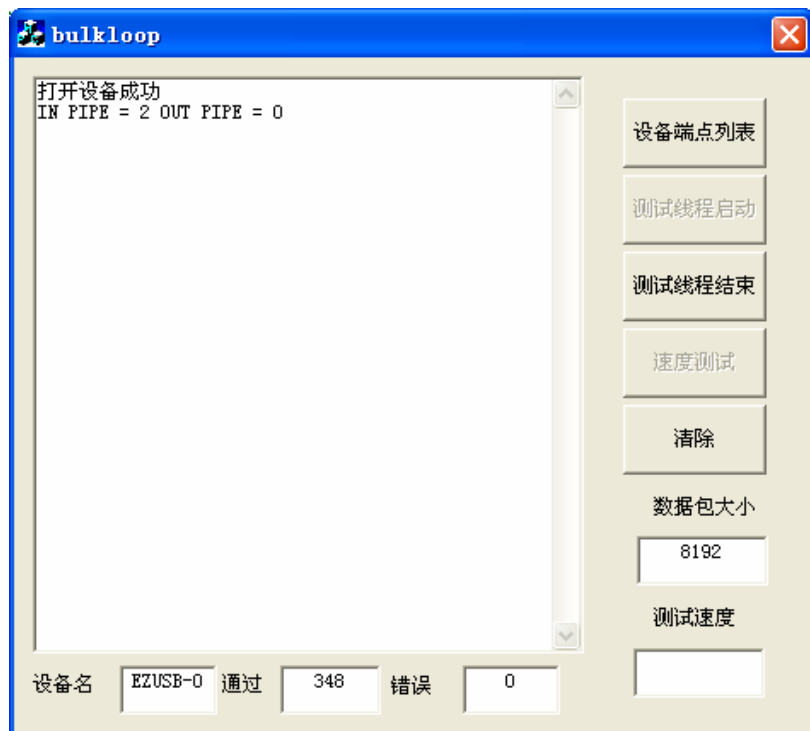 bulkloop
打开设备成功
IN PIPE = 2 OUT PIPE = 0
设备端点列表
测试线程启动
测试线程结束
速度测试
清除
数据包大小
8192
测试速度
设备名 EZUSB-0 通过 348 错误 0